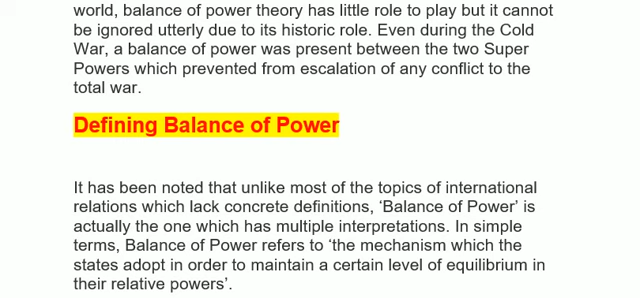 world, balance of power theory has little role to play but it cannot
be ignored utterly due to its historic role. Even during the Cold
War, a balance of power was present between the two Super
Powers which prevented from escalation of any conflict to the
total war.
Defining Balance of Power
It has been noted that unlike most of the topics of international
relations which lack concrete definitions, ‘Balance of Power’ is
actually the one which has multiple interpretations. In simple
terms, Balance of Power refers to ‘the mechanism which the
states adopt in order to maintain a certain level of equilibrium in
their relative powers’.